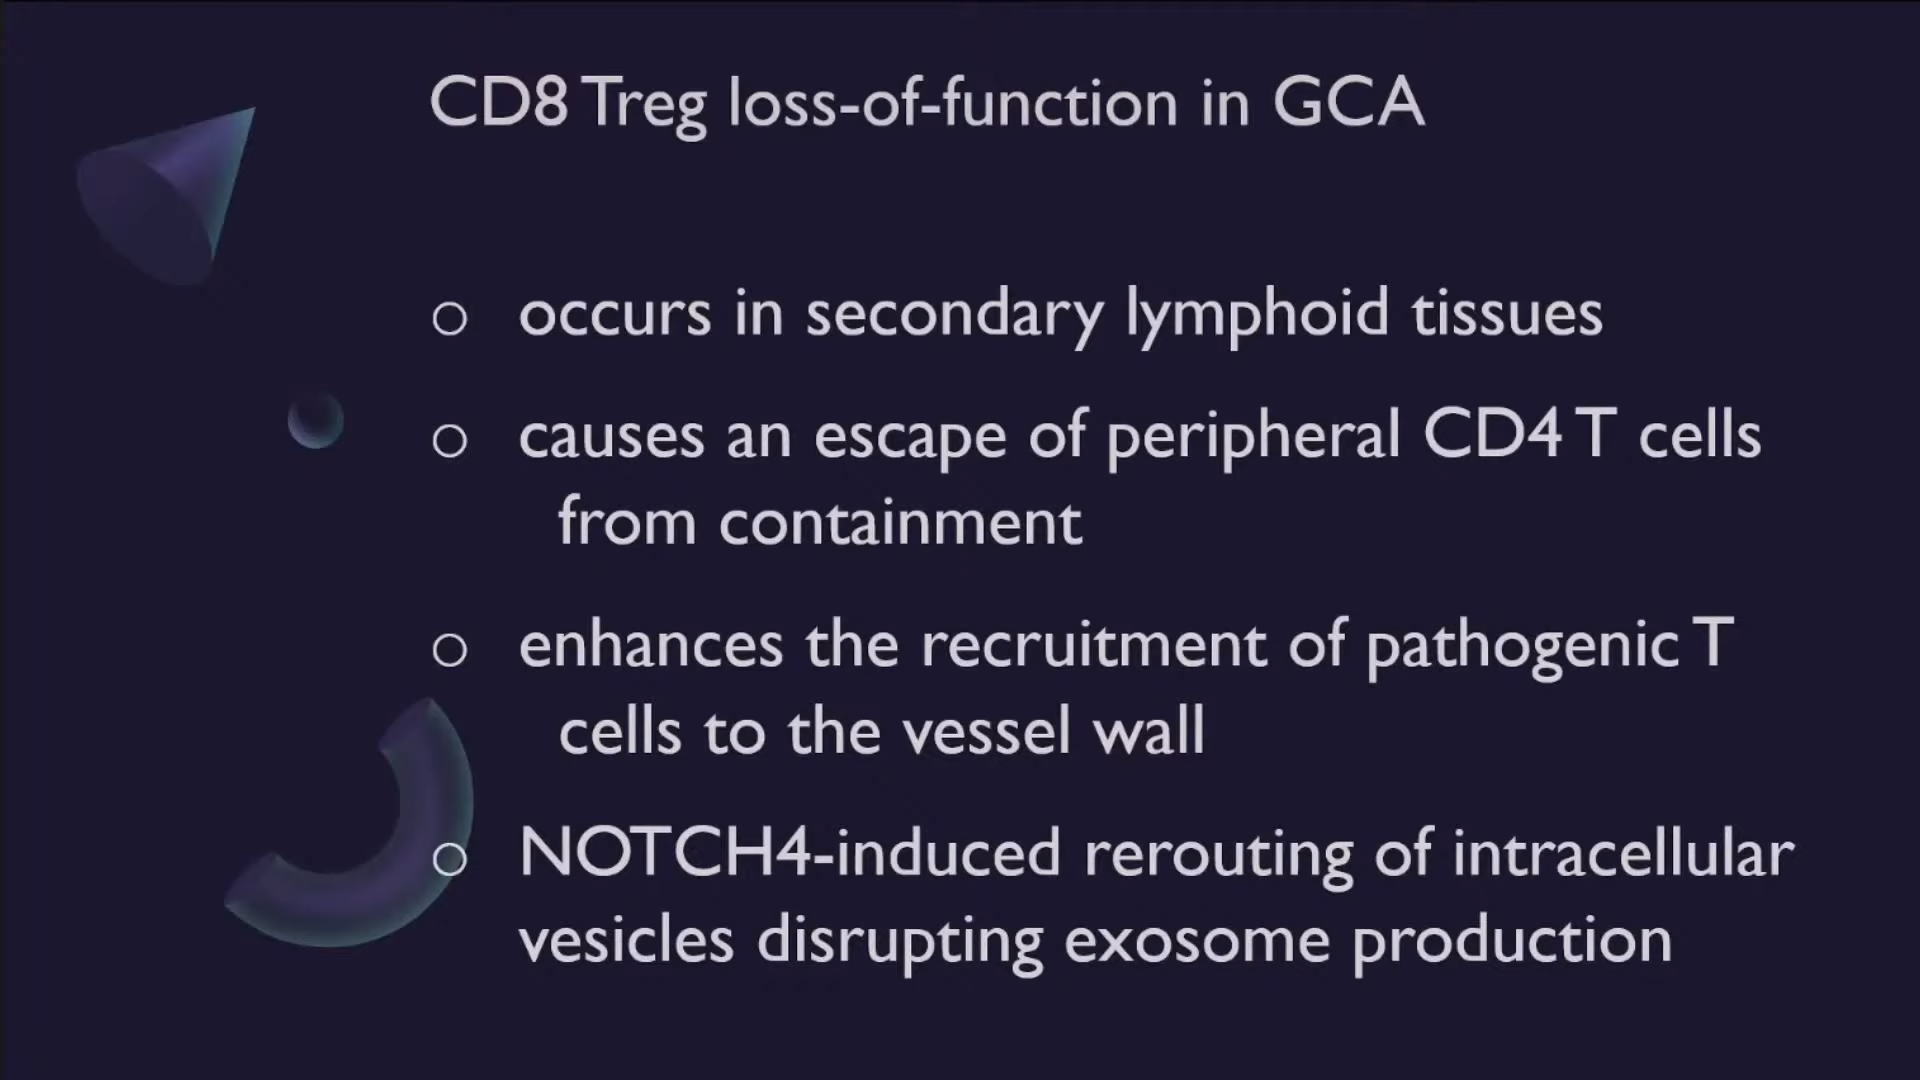 CD8 Treg loss-of-function in GCA
o occurs in secondary lymphoid tissues
o causes an escape of peripheral CD4 T cells
from containment
o enhances the recruitment of pathogenic T
cells to the vessel wall
o NOTCH4-induced rerouting of intracellular
vesicles disrupting exosome production